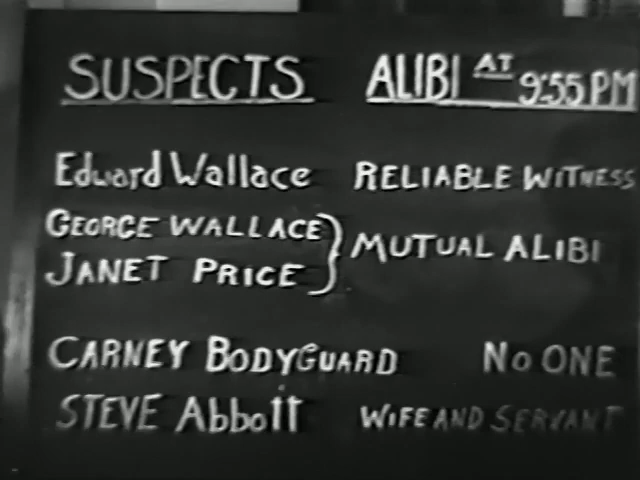 SUSPECTS ALIBI AT 9:55 PM
Edward Wallace RELIABLE WITNESS
GEORGE WALLACE
JANET PRICE } MUTUAL ALIBI
CARNEY BODYGUARD NO ONE
STEVE Abbott WIFE AND SERVANT